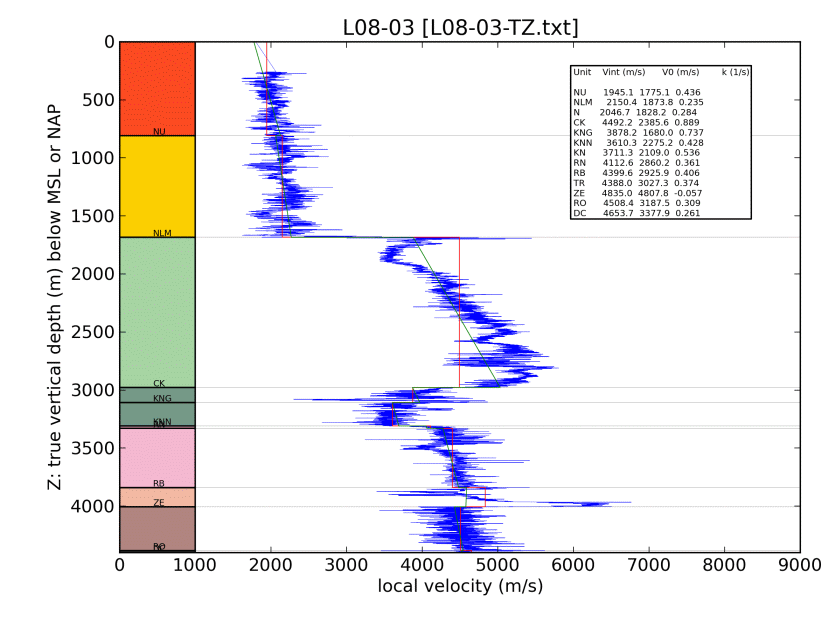 L08-03 [L08-03-TZ.txt]
Z: true vertical depth (m) below MSL or NAP
0
500
1000
1500
2000
2500
3000
3500
4000
NU
NLM
CK
KNG
KNN
RB
ZE
RO
Unit Vint (m/s) V0 (m/s) k (1/s)
NU 1945.1 1775.1 0.436
NLM 2150.4 1873.8 0.235
N 2046.7 1828.2 0.284
CK 4492.2 2385.6 0.889
KNG 3878.2 1680.0 0.737
KNN 3610.3 2275.2 0.428
KN 3711.3 2109.0 0.536
RN 4112.6 2860.2 0.361
RB 4399.6 2925.9 0.406
TR 4388.0 3027.3 0.374
ZE 4835.0 4807.8 -0.057
RO 4508.4 3187.5 0.309
DC 4653.7 3377.9 0.261
0 1000 2000 3000 4000 5000 6000 7000 8000 9000
local velocity (m/s)